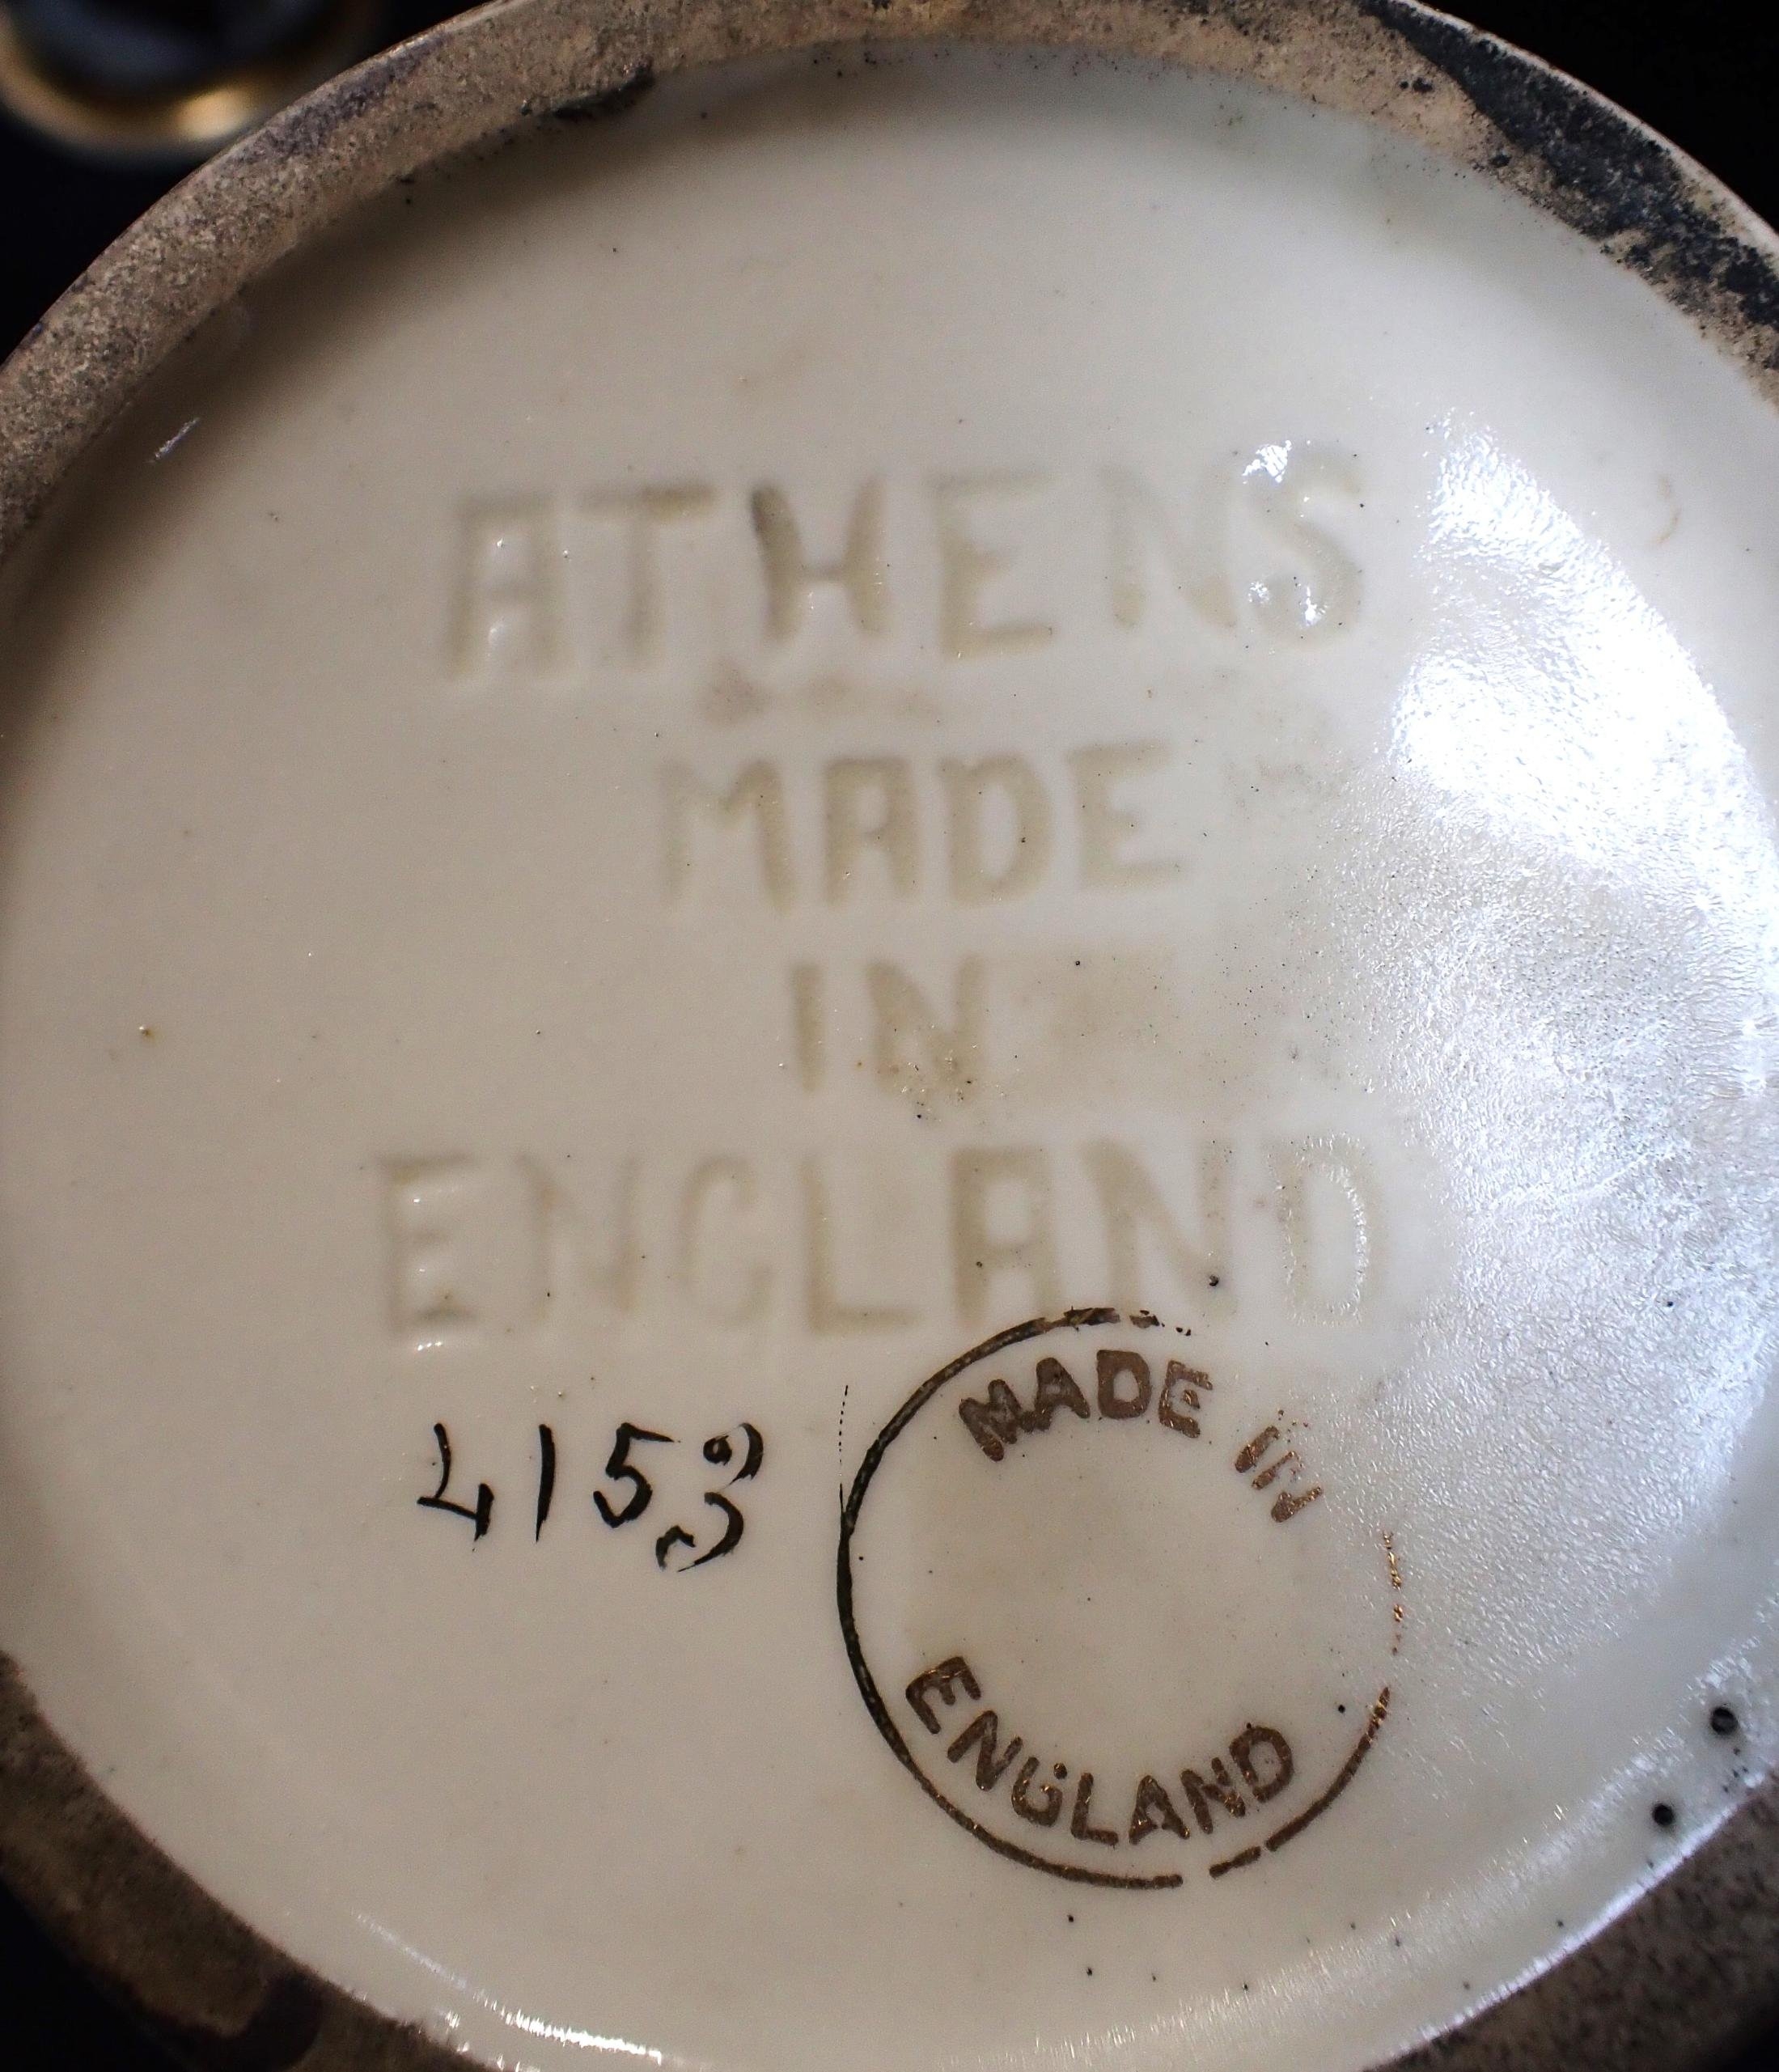 ATHENS
MADE
IN
ENGLAND
4153
MADE IN
ENGLAND